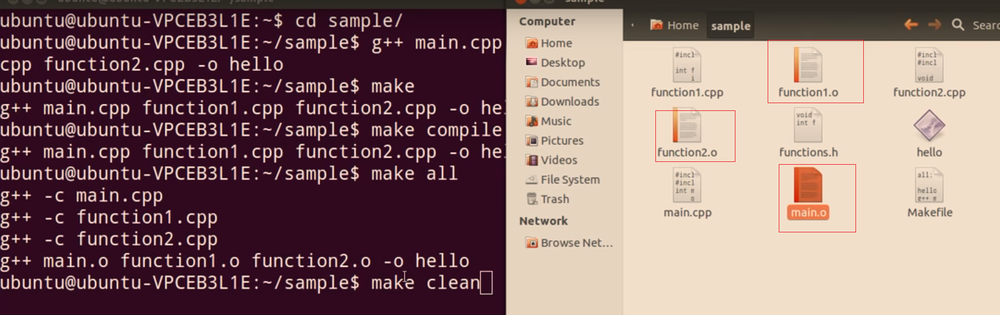 ubuntu@ubuntu-VPCEB3L1E:~$ cd sample/
ubuntu@ubuntu-VPCEB3L1E:~/sample$ g++ main.cpp
cpp function2.cpp -o hello
ubuntu@ubuntu-VPCEB3L1E:~/sample$ make
g++ main.cpp function1.cpp function2.cpp -o hel
ubuntu@ubuntu-VPCEB3L1E:~/sample$ make compile
g++ main.cpp function1.cpp function2.cpp -o hel
ubuntu@ubuntu-VPCEB3L1E:~/sample$ make all
g++ -c main.cpp
g++ -c function1.cpp
g++ -c function2.cpp
g++ main.o function1.o function2.o -o hello
ubuntu@ubuntu-VPCEB3L1E:~/sample$ make clean
sample
Home
sample
Searc
Computer
Home
Desktop
Documents
Downloads
Music
Pictures
Videos
File System
Trash
Network
Browse Net...
#incl
int f
i
function1.cpp
function1.o
#incl
#incl
void
function2.cpp
function2.o
void
int f
functions.h
hello
#incl
#incl
int m
main.cpp
main.o
all:
hello
g++ m
Makefile